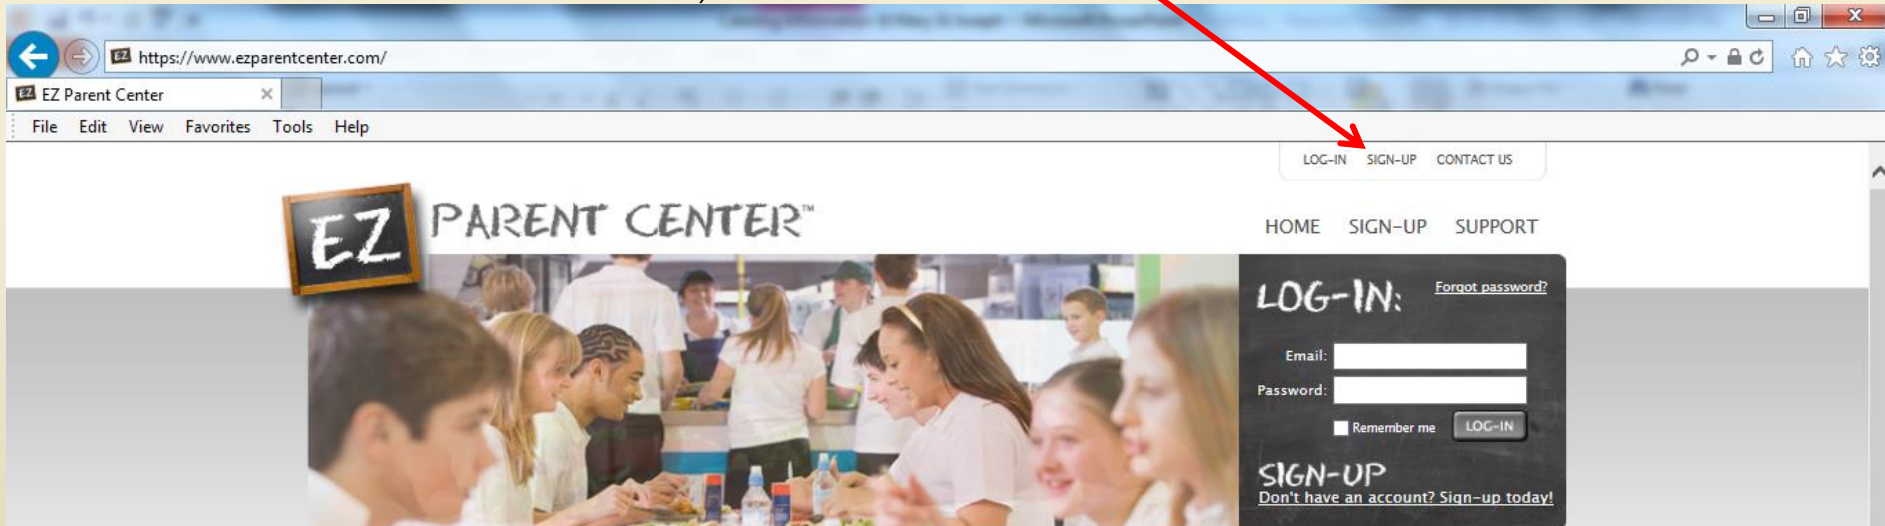 EZ https://www.ezparentcenter.com/
EZ EZ Parent Center
File Edit View Favorites Tools Help
LOG-IN SIGN-UP CONTACT US
EZ PARENT CENTER™
HOME SIGN-UP SUPPORT
LOG-IN: Forgot password?
Email:
Password:
Remember me LOG-IN
SIGN-UP
Don't have an account? Sign-up today!